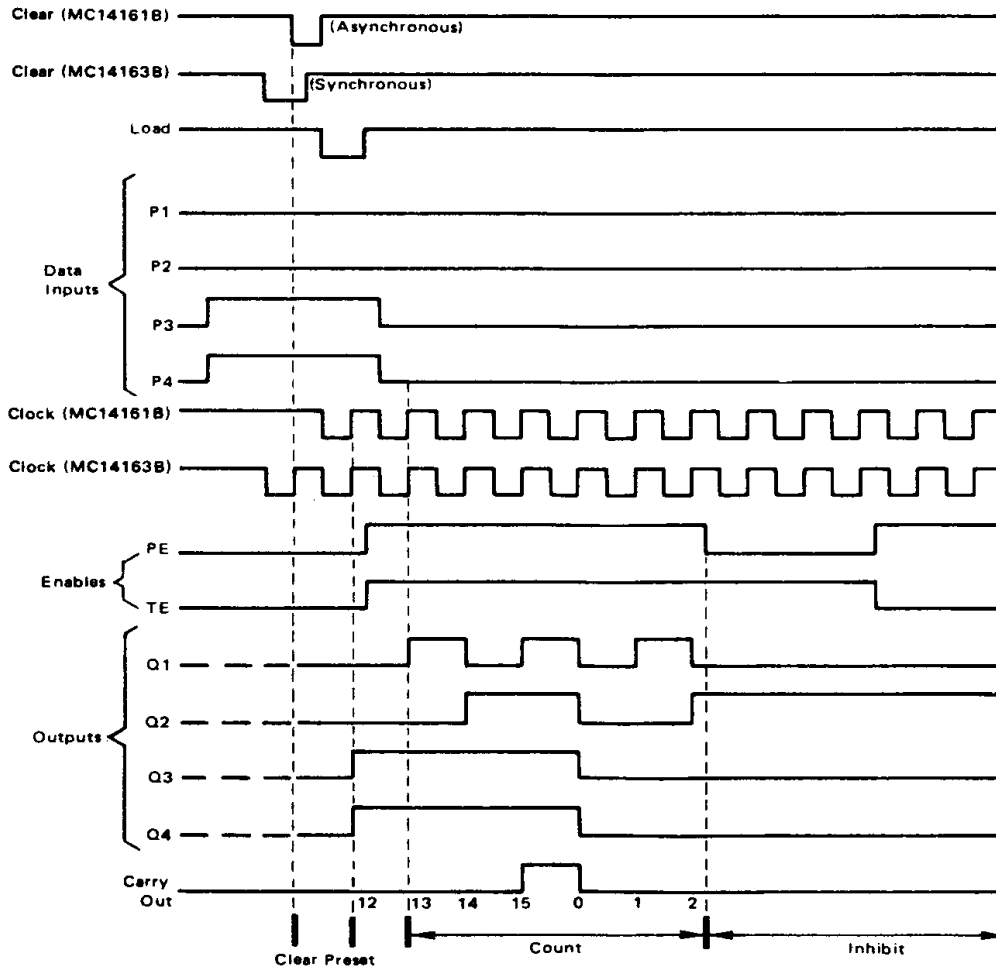 Clear (MC14161B)
(Asynchronous)
Clear (MC14163B)
(Synchronous)
Load
Data
Inputs
P1
P2
P3
P4
Clock (MC14161B)
Clock (MC14163B)
Enables
PE
TE
Outputs
Q1
Q2
Q3
Q4
Carry
Out
12 13 14 15 0 1 2
Clear Preset
Count
Inhibit